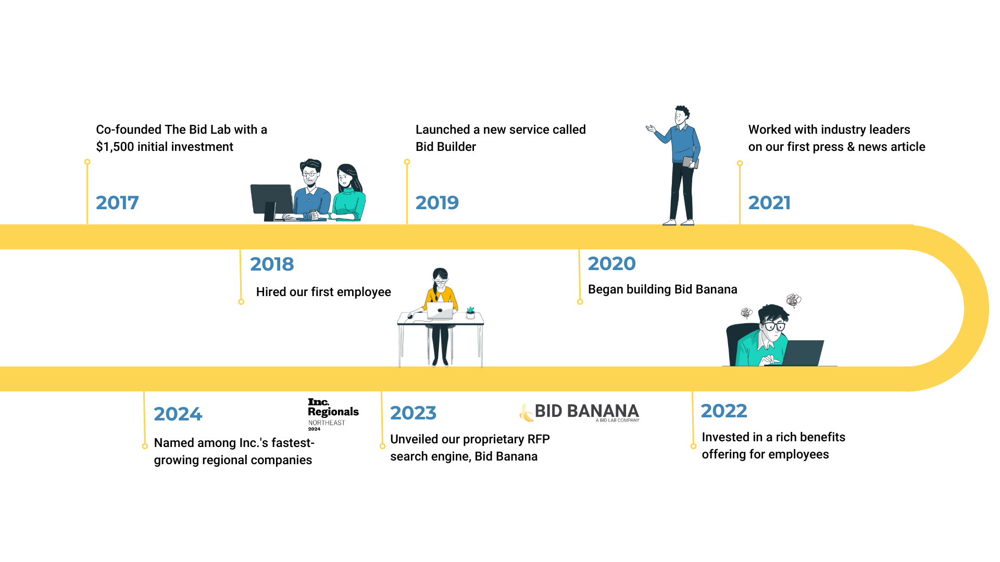 Co-founded The Bid Lab with a
$1,500 initial investment
2017
Launched a new service called
Bid Builder
2019
Worked with industry leaders
on our first press & news article
2021
2018
Hired our first employee
2020
Began building Bid Banana
2024
Named among Inc.'s fastest-
growing regional companies
Inc.
Regionals
NORTHEAST
2024
2023
Unveiled our proprietary RFP
search engine, Bid Banana
BID BANANA
A BID LAB COMPANY
2022
Invested in a rich benefits
offering for employees